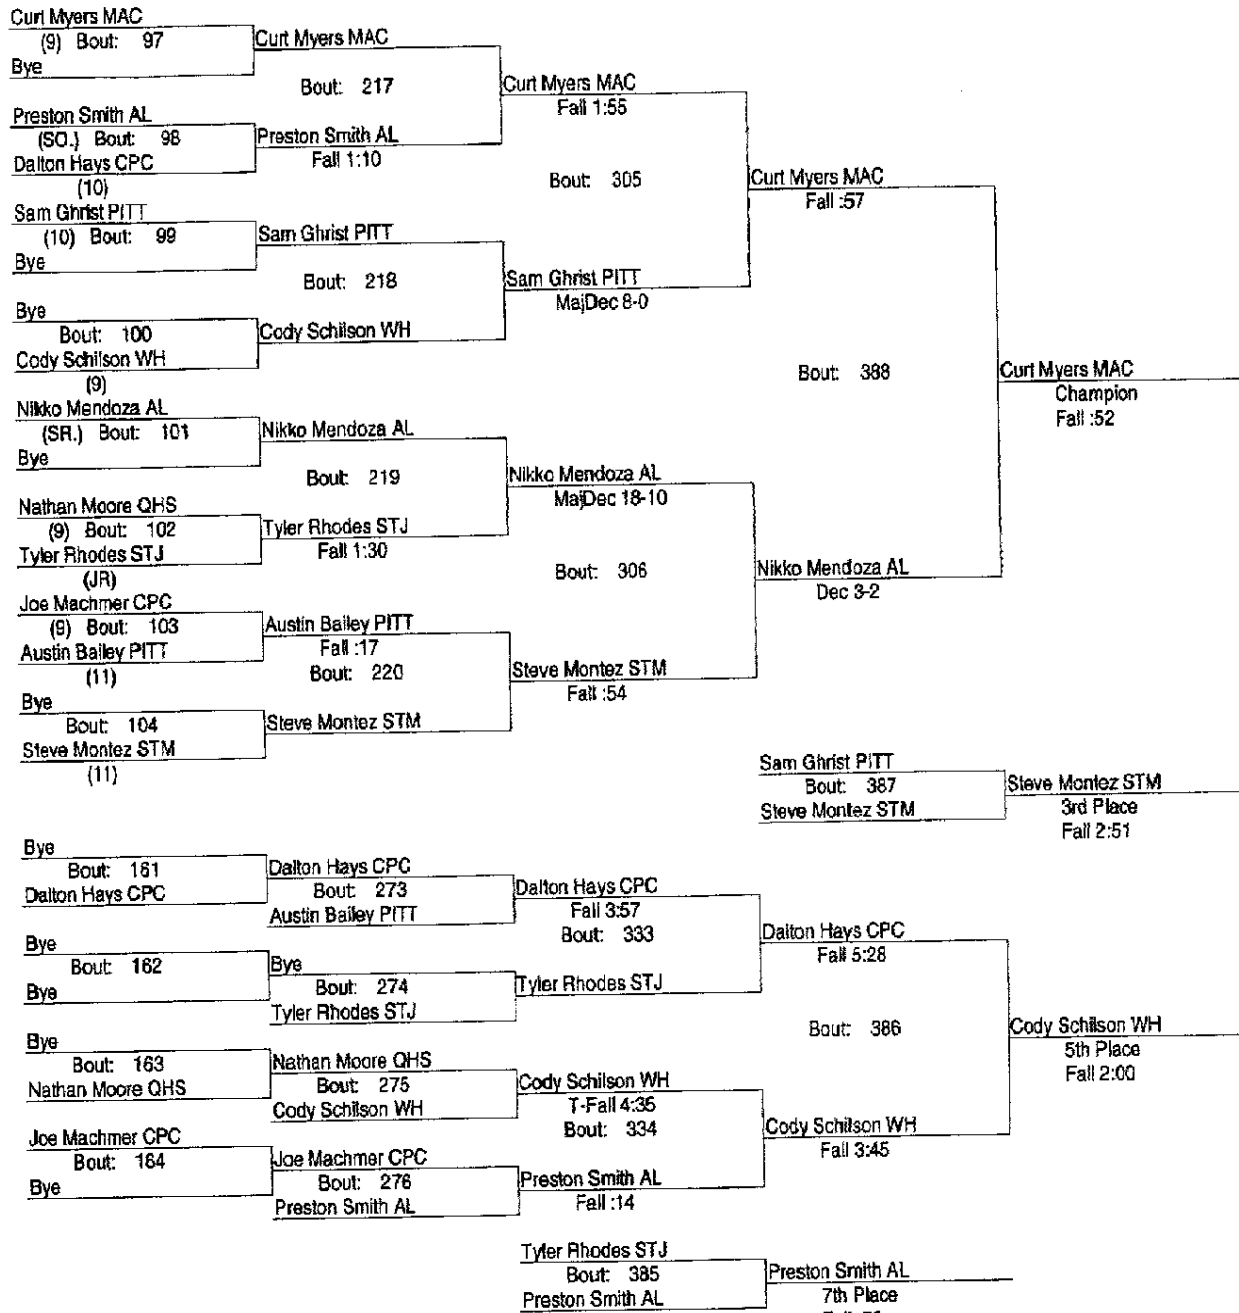 Curt Myers MAC
(9) Bout: 97
Bye
Curt Myers MAC
Bout: 217
Preston Smith AL
(SO.) Bout: 98
Dalton Hays CPC
(10)
Preston Smith AL
Fall 1:10
Curt Myers MAC
Fall 1:55
Bout: 305
Sam Ghrist PITT
(10) Bout: 99
Bye
Sam Ghrist PITT
Bout: 218
Bye
Bout: 100
Cody Schilson WH
(9)
Cody Schilson WH
Sam Ghrist PITT
MajDec 8-0
Curt Myers MAC
Fall :57
Bout: 388
Curt Myers MAC
Champion
Fall :52
Nikko Mendoza AL
(SR.) Bout: 101
Bye
Nikko Mendoza AL
Bout: 219
Nathan Moore QHS
(9) Bout: 102
Tyler Rhodes STJ
(JR)
Tyler Rhodes STJ
Fall 1:30
Nikko Mendoza AL
MajDec 18-10
Bout: 306
Joe Machmer CPC
(9) Bout: 103
Austin Bailey PITT
(11)
Austin Bailey PITT
Fall :17
Bout: 220
Bye
Bout: 104
Steve Montez STM
(11)
Steve Montez STM
Steve Montez STM
Fall :54
Nikko Mendoza AL
Dec 3-2
Sam Ghrist PITT
Bout: 387
Steve Montez STM
Steve Montez STM
3rd Place
Fall 2:51
Bye
Bout: 161
Dalton Hays CPC
Dalton Hays CPC
Bout: 273
Austin Bailey PITT
Dalton Hays CPC
Fall 3:57
Bout: 333
Bye
Bout: 162
Bye
Bye
Bout: 274
Tyler Rhodes STJ
Tyler Rhodes STJ
Dalton Hays CPC
Fall 5:28
Bout: 386
Bye
Bout: 163
Nathan Moore QHS
Nathan Moore QHS
Bout: 275
Cody Schilson WH
Cody Schilson WH
T-Fall 4:35
Bout: 334
Joe Machmer CPC
Bout: 164
Bye
Joe Machmer CPC
Bout: 276
Preston Smith AL
Preston Smith AL
Fall :14
Cody Schilson WH
Fall 3:45
Cody Schilson WH
5th Place
Fall 2:00
Tyler Rhodes STJ
Bout: 385
Preston Smith AL
Preston Smith AL
7th Place